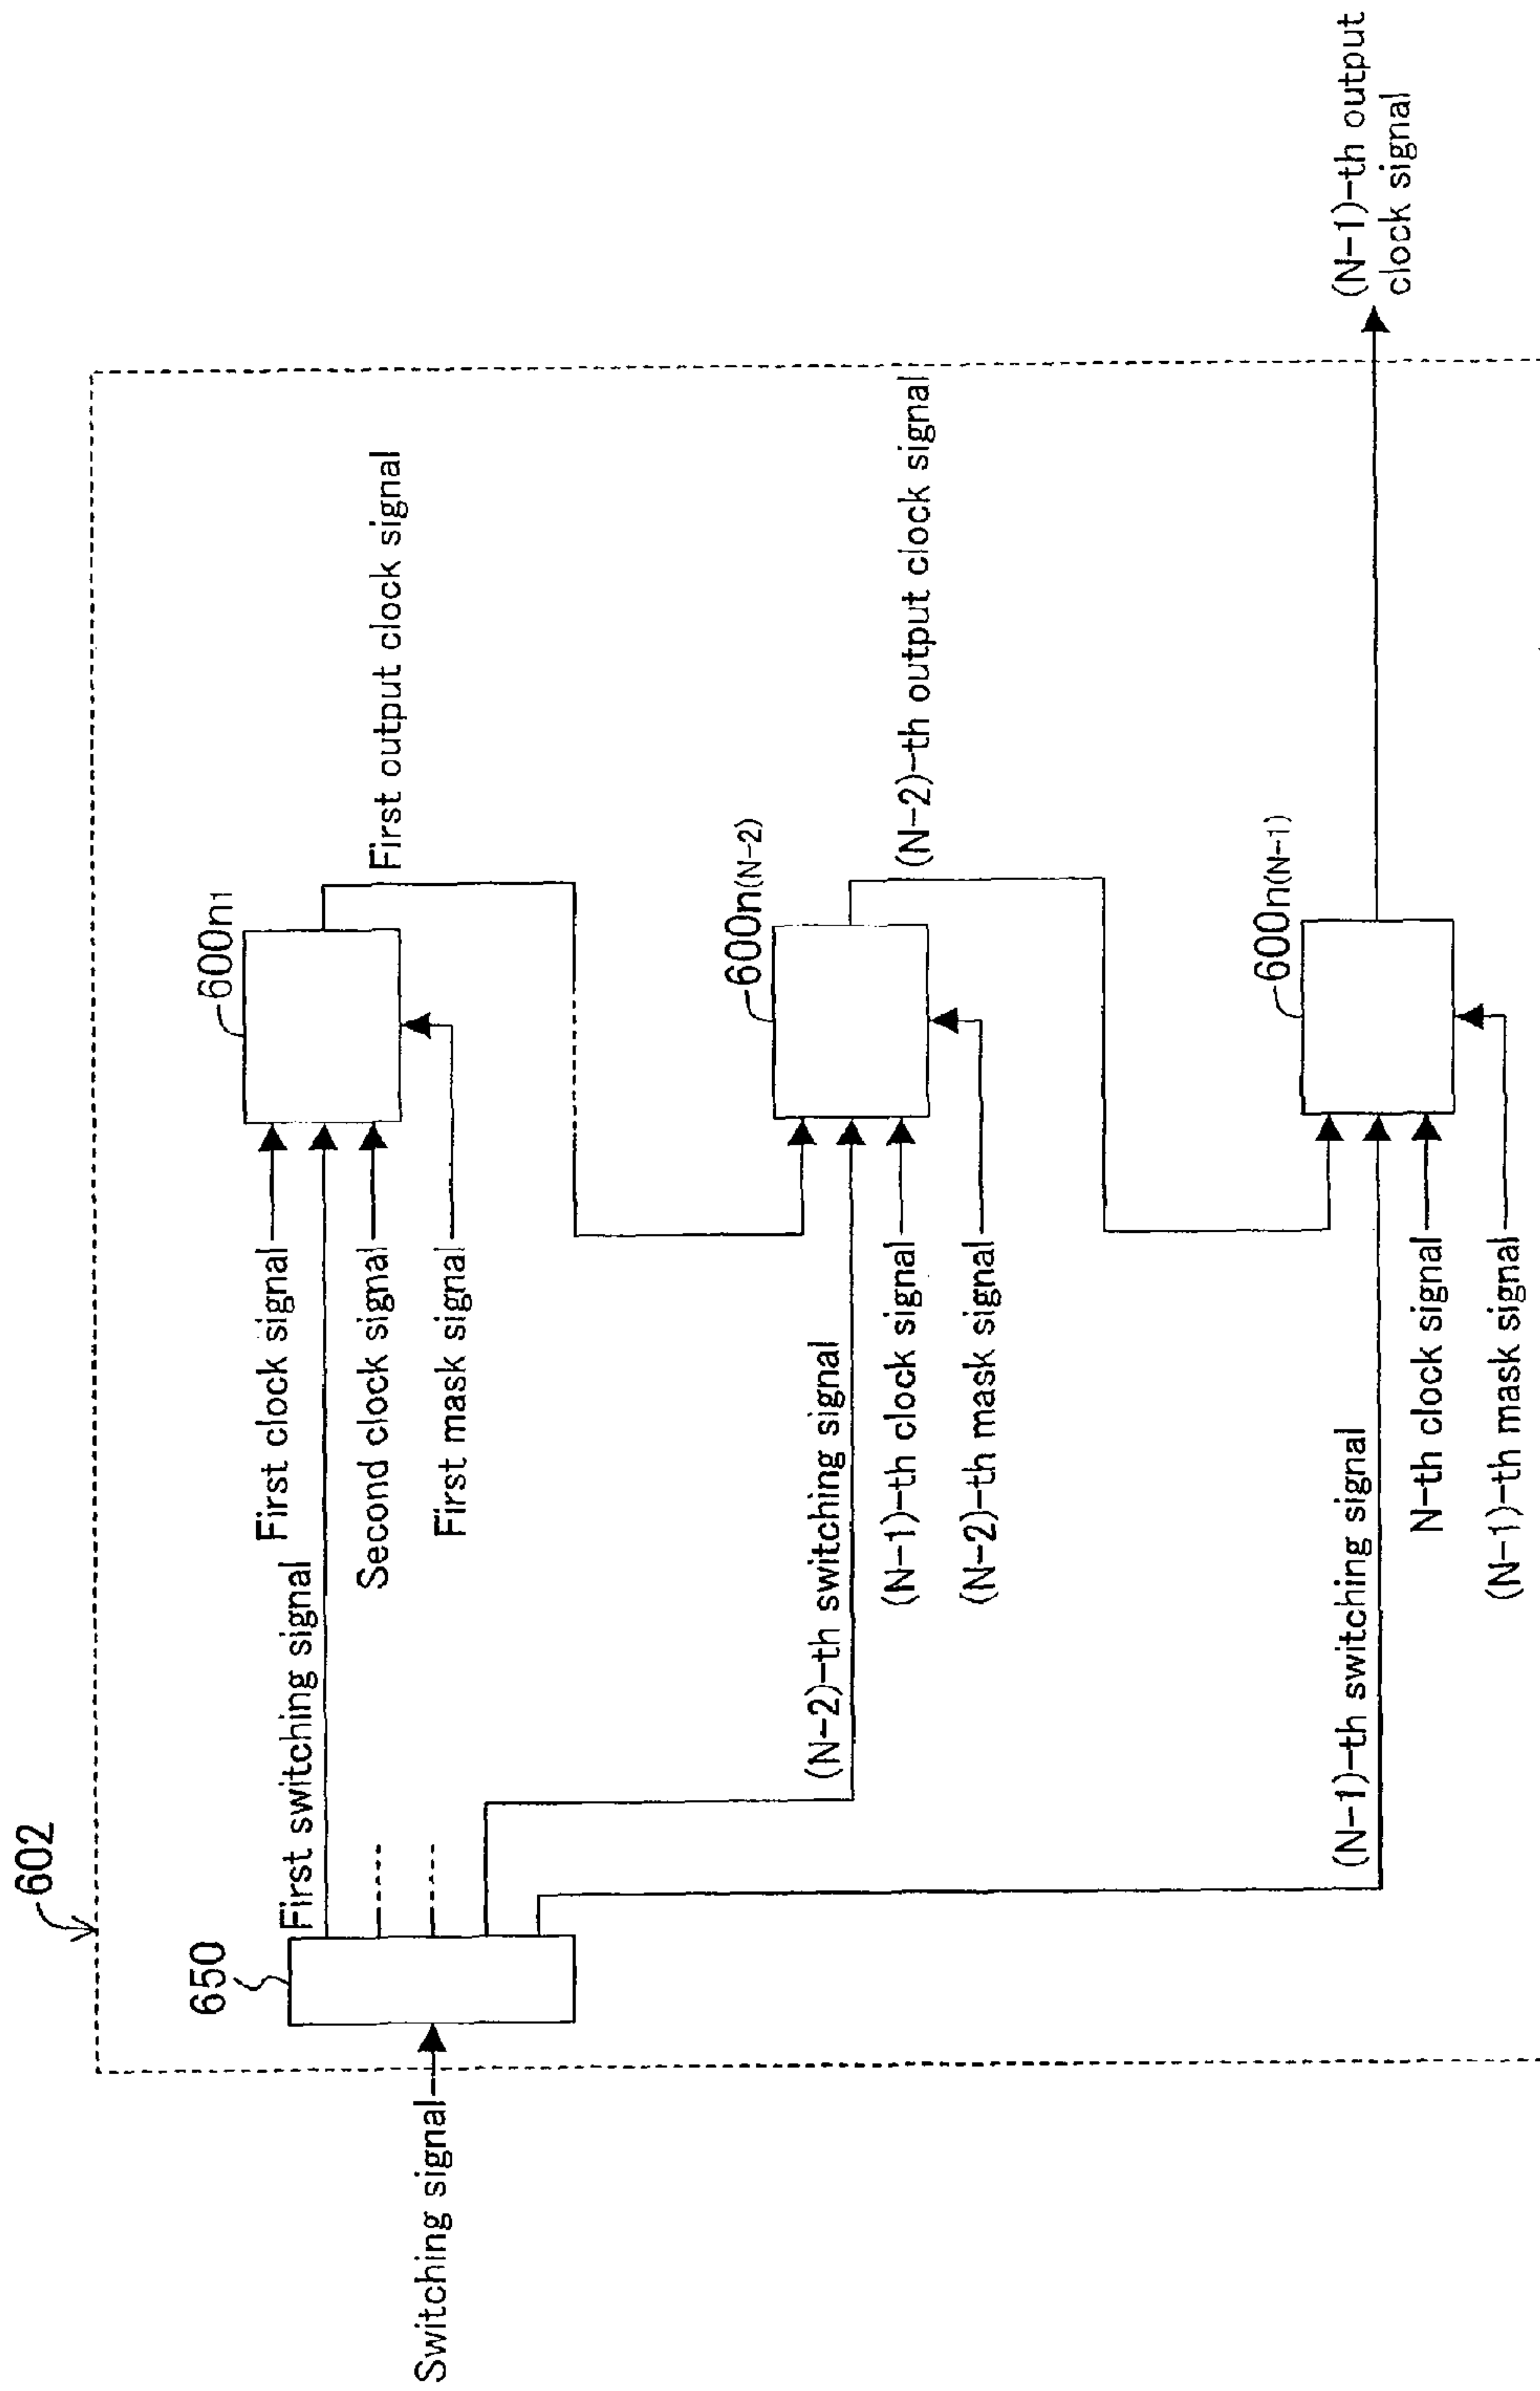 602
650
Switching signal
First switching signal
First clock signal
Second clock signal
First mask signal
600n1
First output clock signal
(N-2)-th switching signal
(N-1)-th clock signal
(N-2)-th mask signal
600n(N-2)
(N-2)-th output clock signal
(N-1)-th switching signal
N-th clock signal
(N-1)-th mask signal
600n(N-1)
(N-1)-th output
clock signal